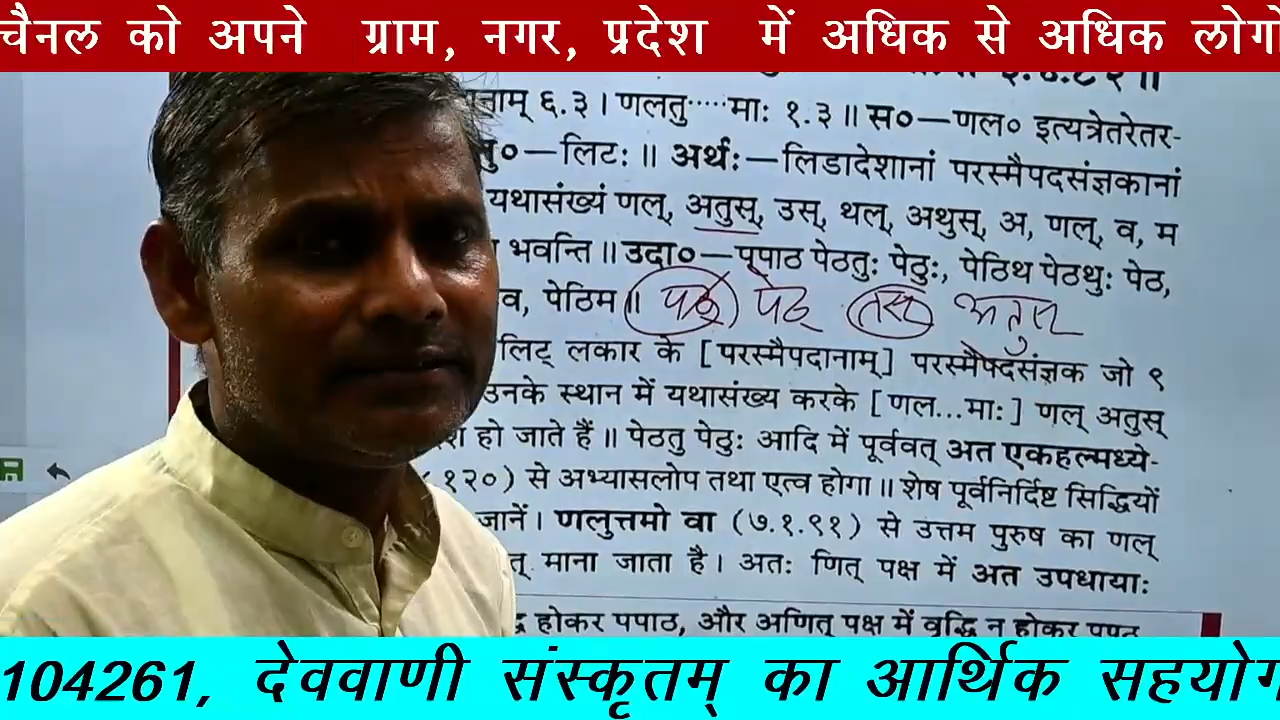 चैनल को अपने ग्राम, नगर, प्रदेश में अधिक से अधिक लोगो
६.३ । णलतु·····माः १.३ ॥ स०—णल० इत्यत्रेतरेतर-
—लिटः ॥ अर्थः—लिडादेशानां परस्मैपदसंज्ञकानां
यथासंख्यं णल्, अतुस्, उस्, थल्, अथुस्, अ, णल्, व, म
भवन्ति ॥ उदा०—पपाठ पेठतुः पेठुः, पेठिथ पेठथुः पेठ,
व, पेठिम ॥ पठ् पेठ् तस् अतुस्
लिट् लकार के [परस्मैपदानाम्] परस्मैपदसंज्ञक जो ९
उनके स्थान में यथासंख्य करके [णल...माः] णल् अतुस्
हो जाते हैं ॥ पेठतु पेठुः आदि में पूर्ववत् अत एकहल्मध्ये-
१२०) से अभ्यासलोप तथा एत्व होगा ॥ शेष पूर्वनिर्दिष्ट सिद्धियों
जानें । णलुत्तमो वा (७.१.९१) से उत्तम पुरुष का णल्
माना जाता है । अतः णित् पक्ष में अत उपधायाः
होकर पपाठ, और अणित् पक्ष में वृद्धि न होकर पपठ
104261, देववाणी संस्कृतम् का आर्थिक सहयोग